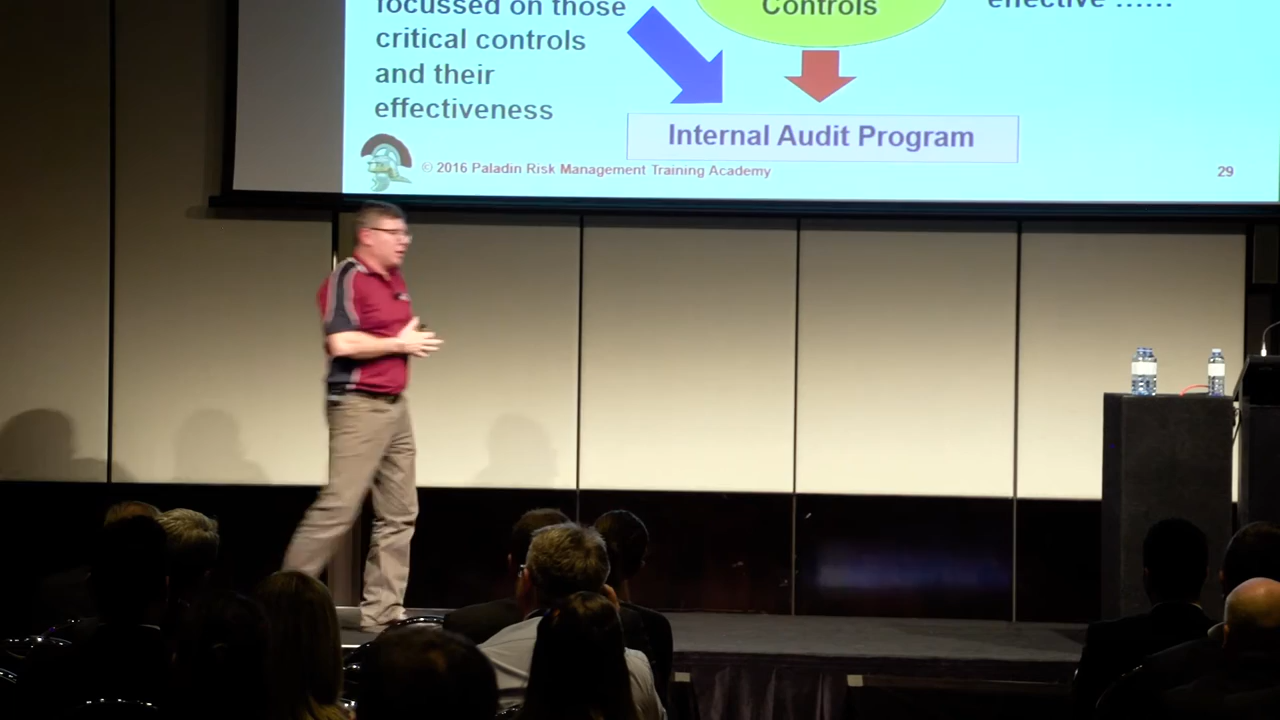 focussed on those
critical controls
and their
effectiveness
Controls
effective ......
Internal Audit Program
© 2016 Paladin Risk Management Training Academy
29